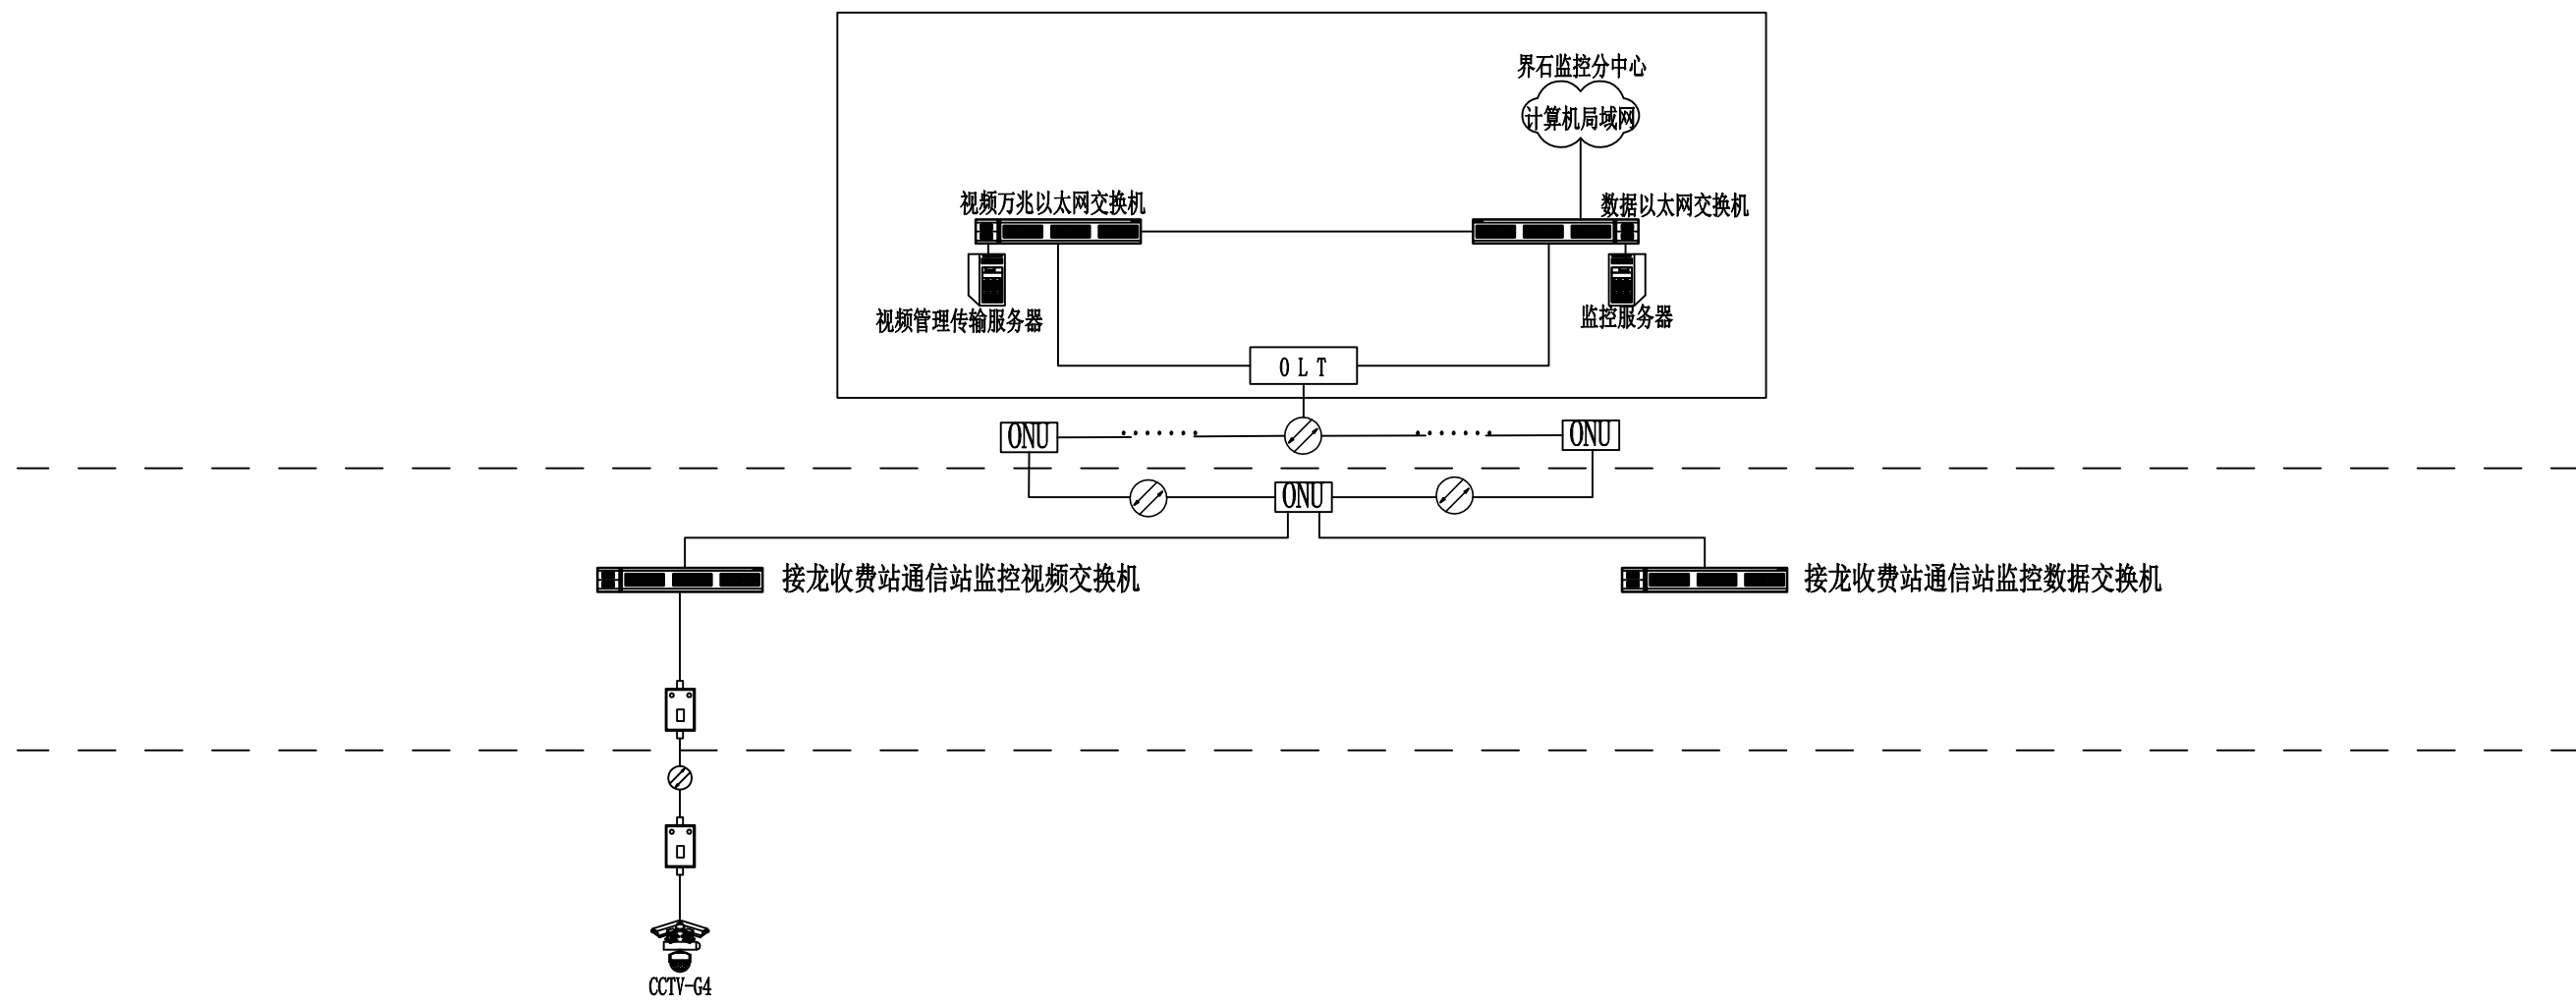 界石监控分中心
计算机局域网
视频万兆以太网交换机
数据以太网交换机
视频管理传输服务器
监控服务器
OLT
ONU
ONU
ONU
接龙收费站通信站监控视频交换机
接龙收费站通信站监控数据交换机
CCTV-G4